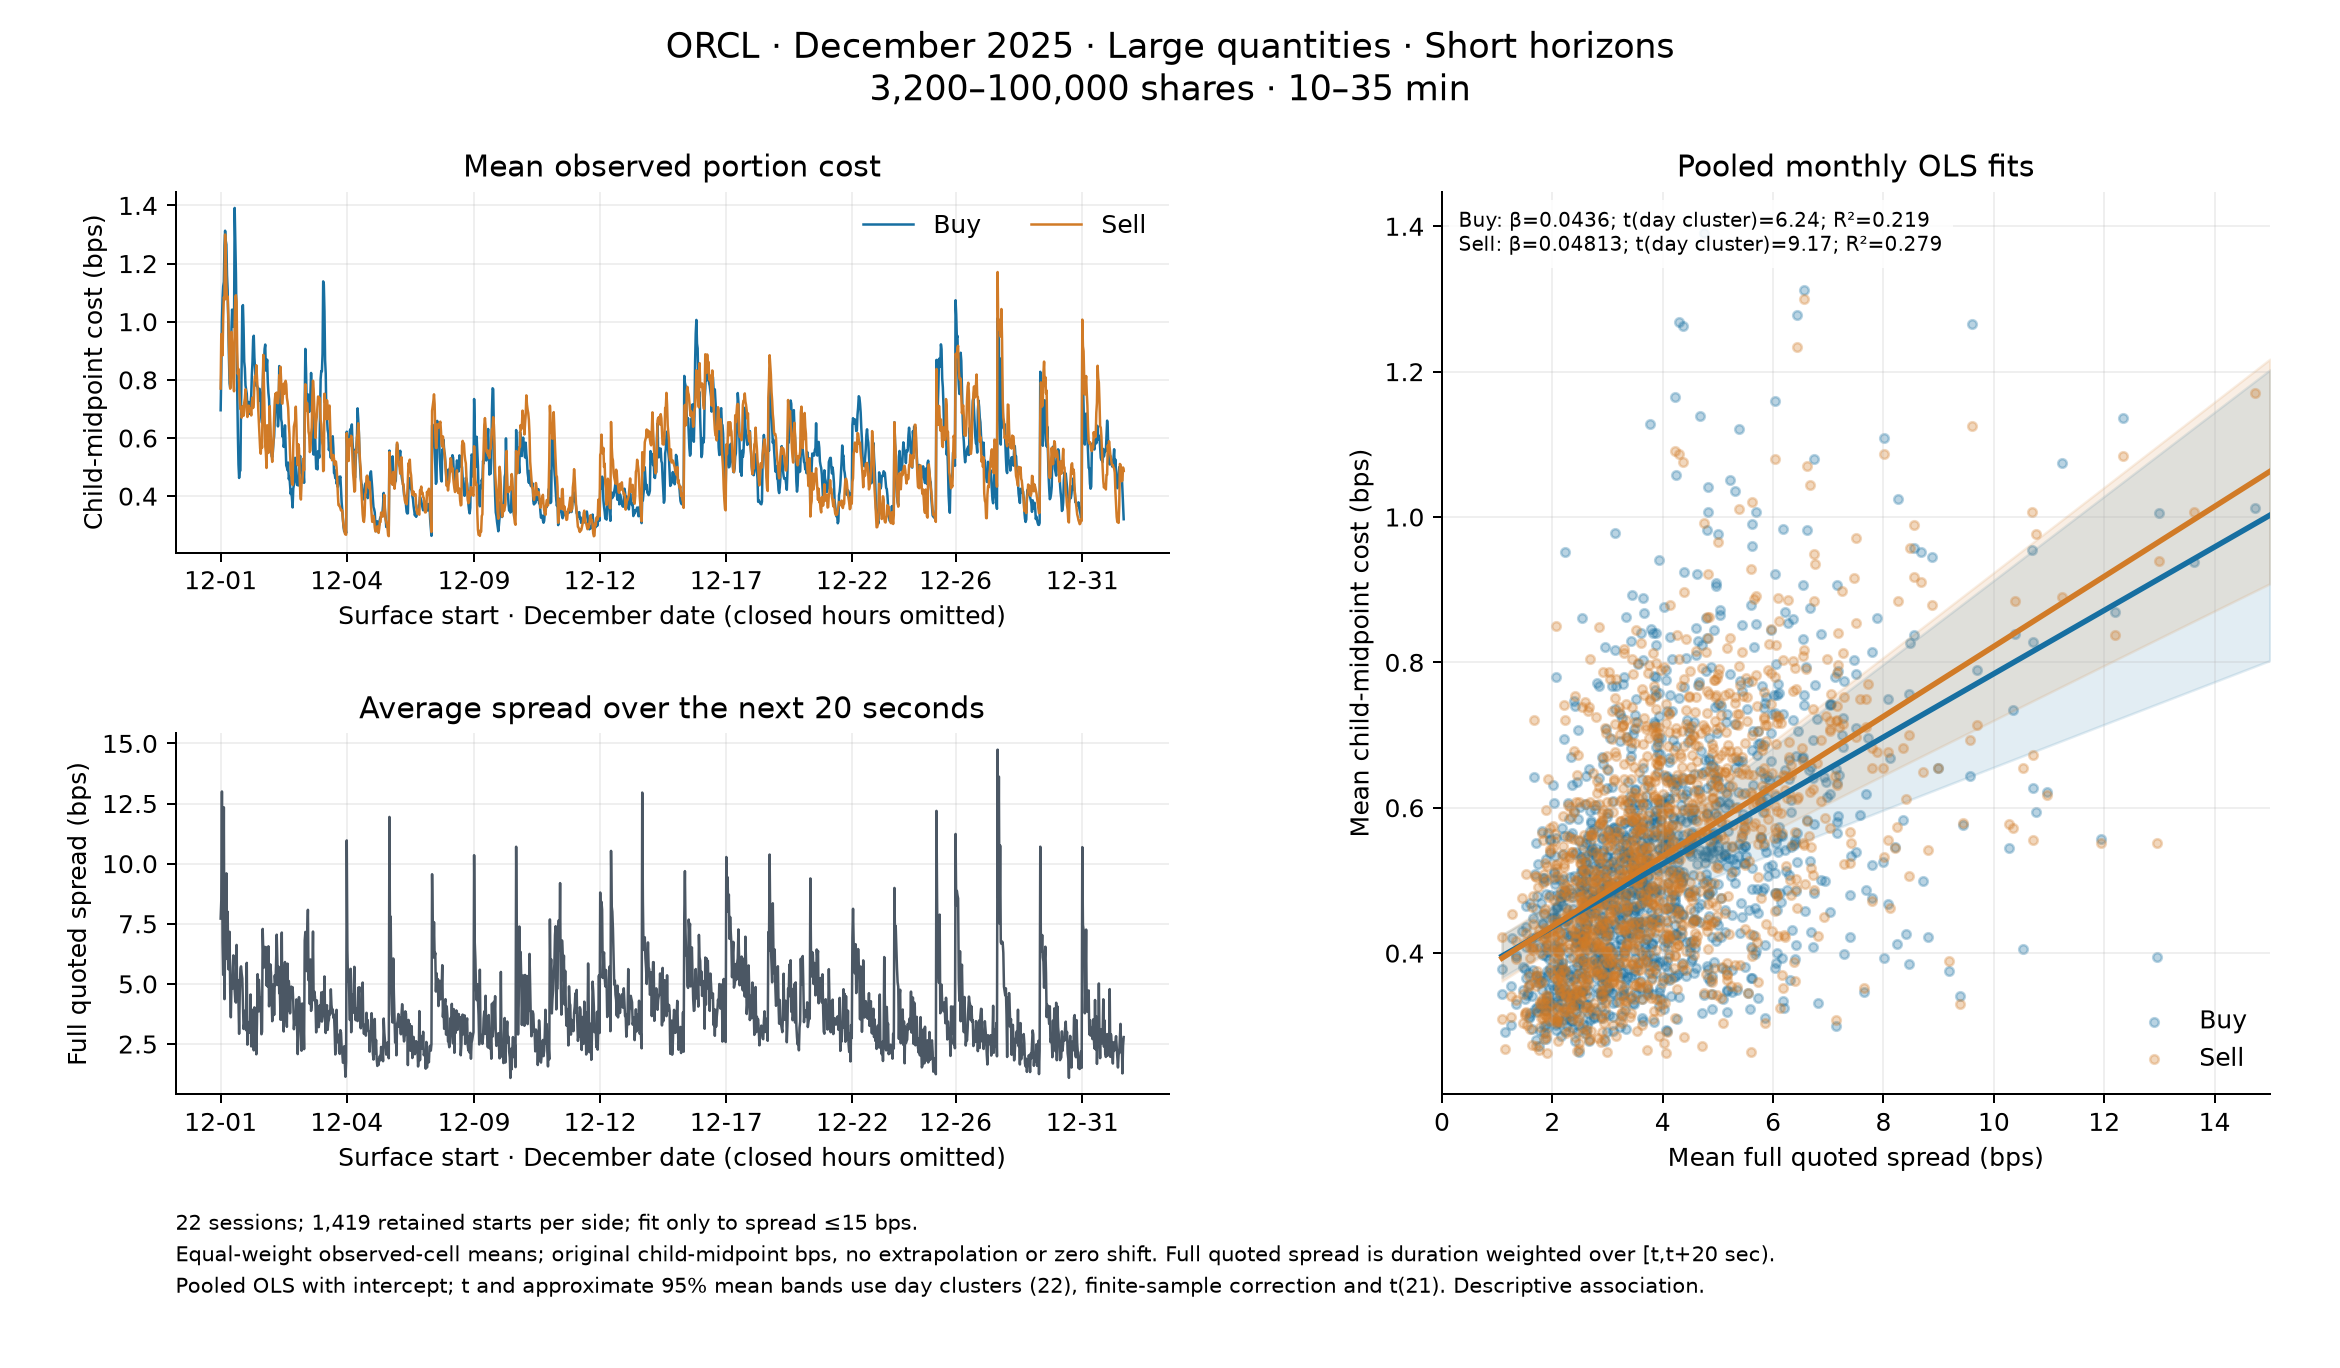 ORCL · December 2025 · Large quantities · Short horizons
3,200–100,000 shares · 10–35 min
Mean observed portion cost
Child-midpoint cost (bps)
1.4
1.2
1.0
0.8
0.6
0.4
Buy
Sell
12-01
12-04
12-09
12-12
12-17
12-22
12-26
12-31
Surface start · December date (closed hours omitted)
Average spread over the next 20 seconds
Full quoted spread (bps)
15.0
12.5
10.0
7.5
5.0
2.5
12-01
12-04
12-09
12-12
12-17
12-22
12-26
12-31
Surface start · December date (closed hours omitted)
Pooled monthly OLS fits
Buy: β=0.0436; t(day cluster)=6.24; R²=0.219
Sell: β=0.04813; t(day cluster)=9.17; R²=0.279
Mean child-midpoint cost (bps)
1.4
1.2
1.0
0.8
0.6
0.4
Buy
Sell
0
2
4
6
8
10
12
14
Mean full quoted spread (bps)
22 sessions; 1,419 retained starts per side; fit only to spread ≤15 bps.
Equal-weight observed-cell means; original child-midpoint bps, no extrapolation or zero shift. Full quoted spread is duration weighted over [t,t+20 sec).
Pooled OLS with intercept; t and approximate 95% mean bands use day clusters (22), finite-sample correction and t(21). Descriptive association.